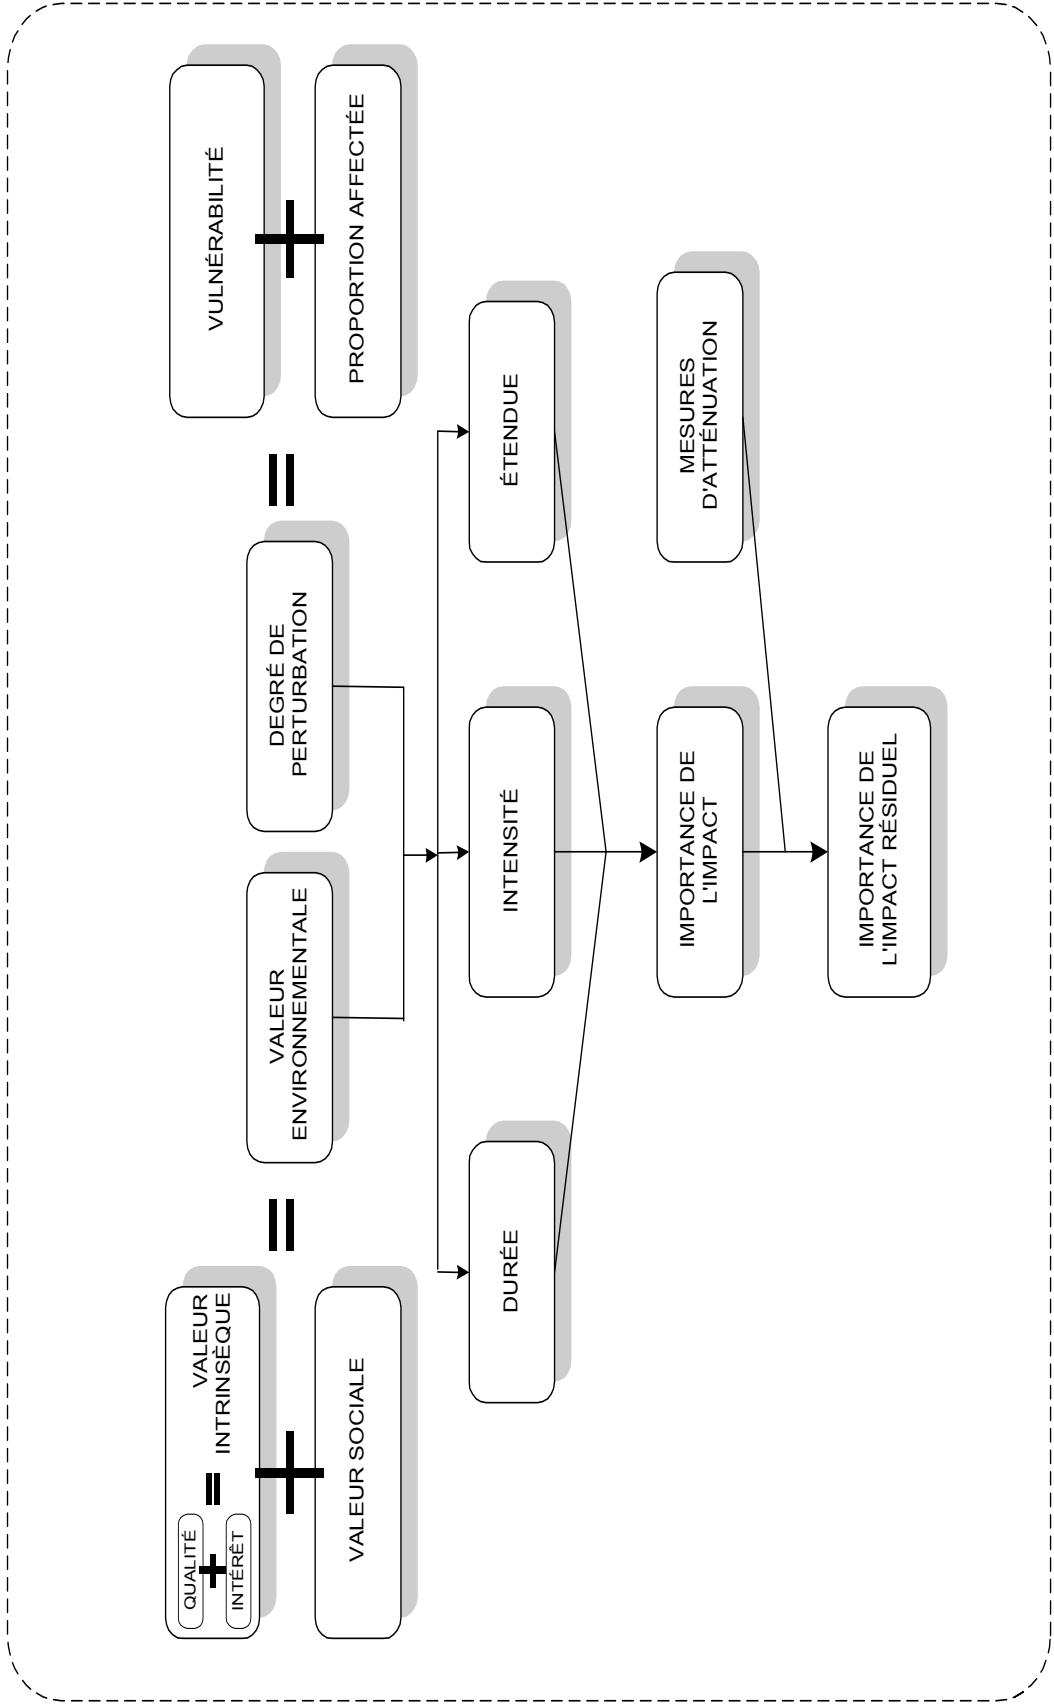 QUALITÉ
+
INTÉRÊT
=
VALEUR
INTRINSÈQUE
+
VALEUR SOCIALE
=
VALEUR
ENVIRONNEMENTALE
DEGRÉ DE
PERTURBATION
=
VULNÉRABILITÉ
+
PROPORTION AFFECTÉE
DURÉE
INTENSITÉ
ÉTENDUE
IMPORTANCE DE
L'IMPACT
MESURES
D'ATTÉNUATION
IMPORTANCE DE
L'IMPACT RÉSIDUEL